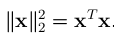 ‖𝐱‖₂² = 𝐱ᵀ𝐱.